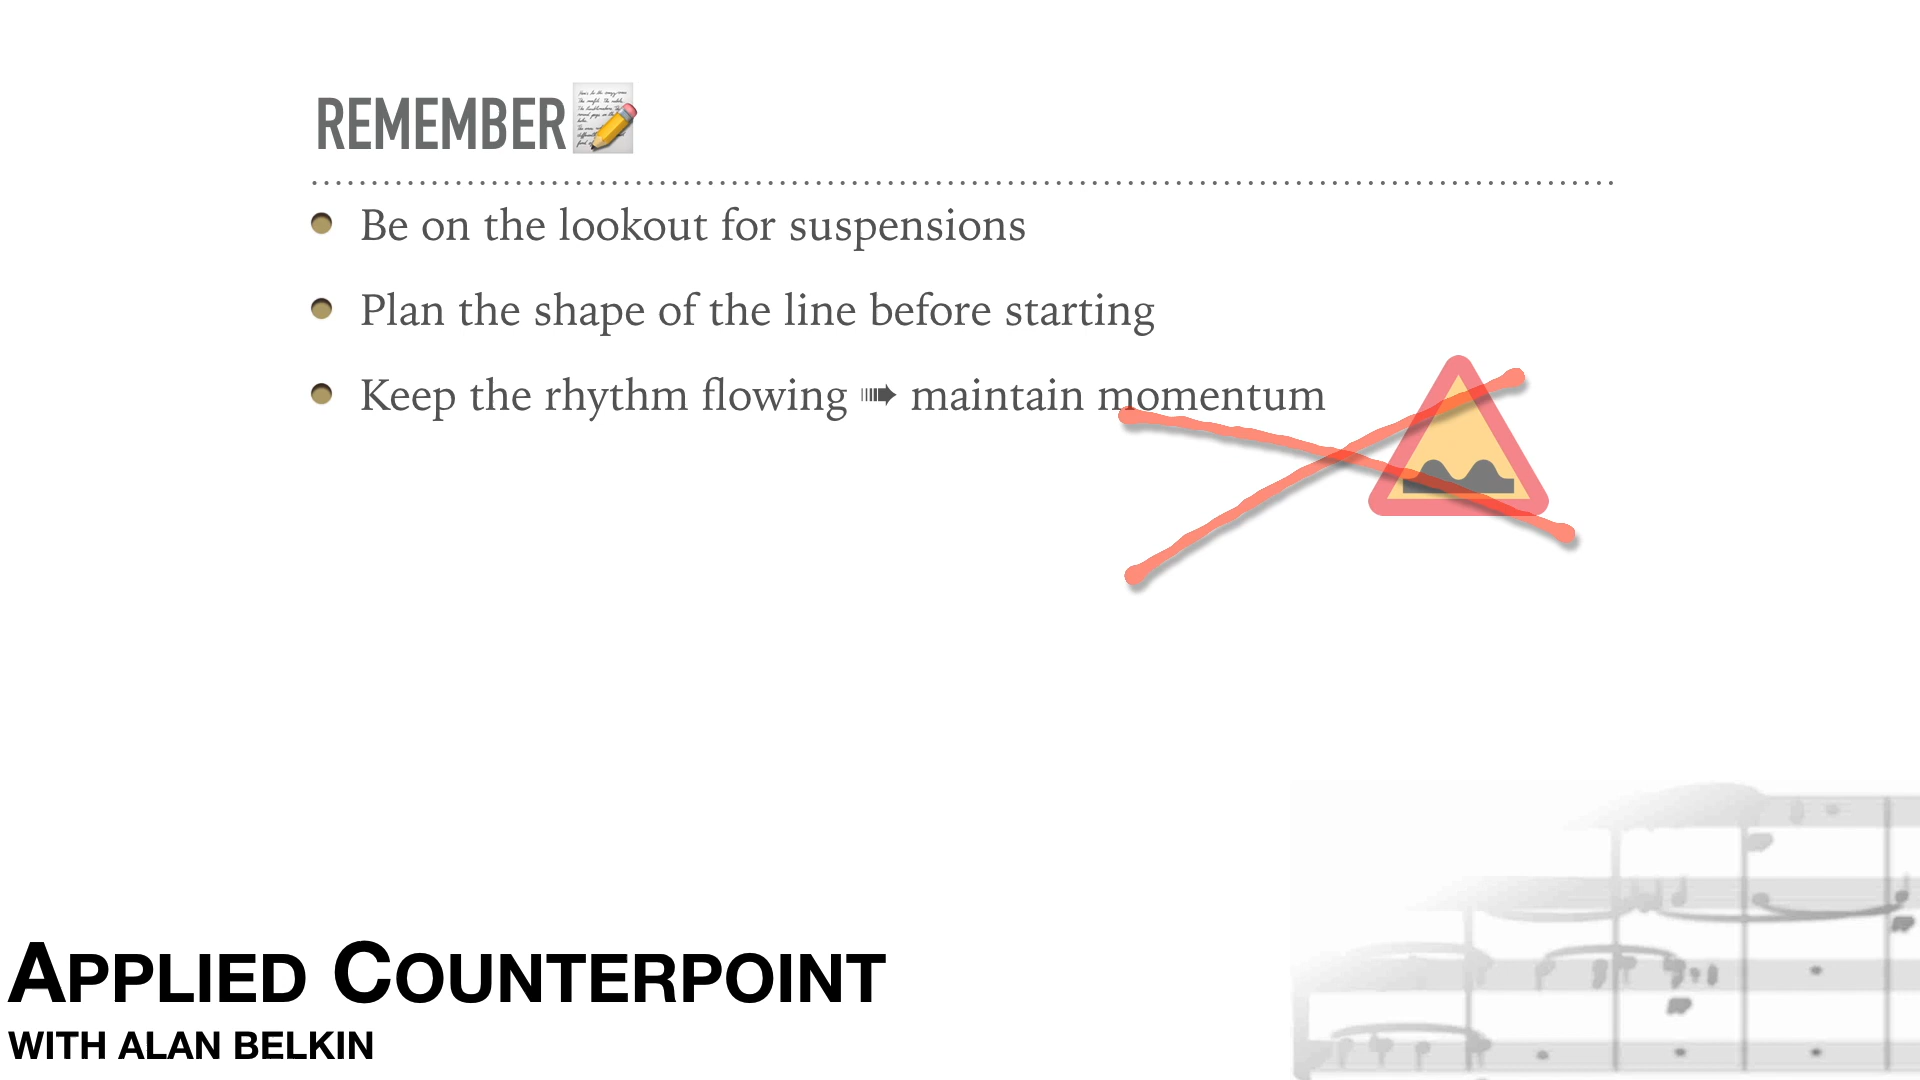 REMEMBER
Be on the lookout for suspensions
Plan the shape of the line before starting
Keep the rhythm flowing ➠ maintain momentum
APPLIED COUNTERPOINT
WITH ALAN BELKIN